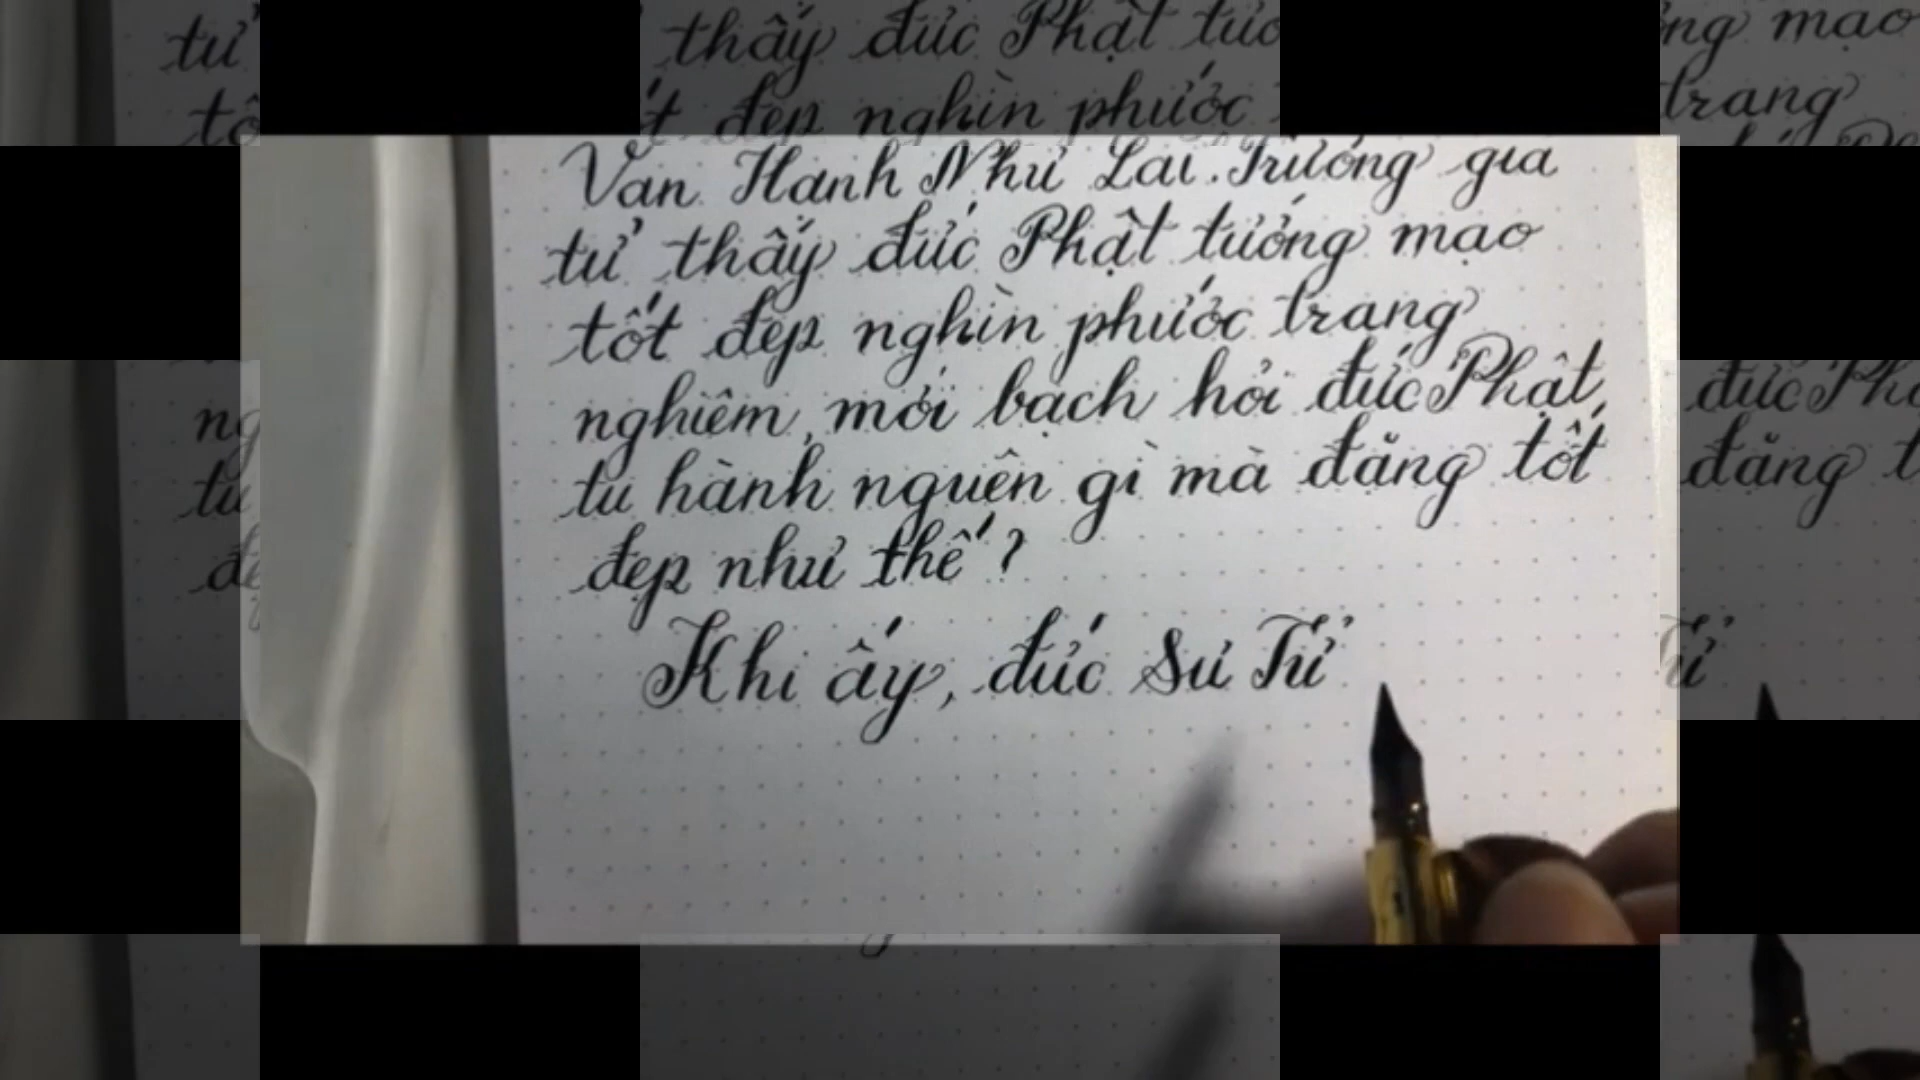 Vạn Hạnh Như Lai. Trưởng giả
tử thấy đức Phật tướng mạo
tốt đẹp nghìn phước trang
nghiêm, mới bạch hỏi đức Phật,
tu hành nguyên gì mà đặng tốt
đẹp như thế?
Khi ấy, đức Sư Tử